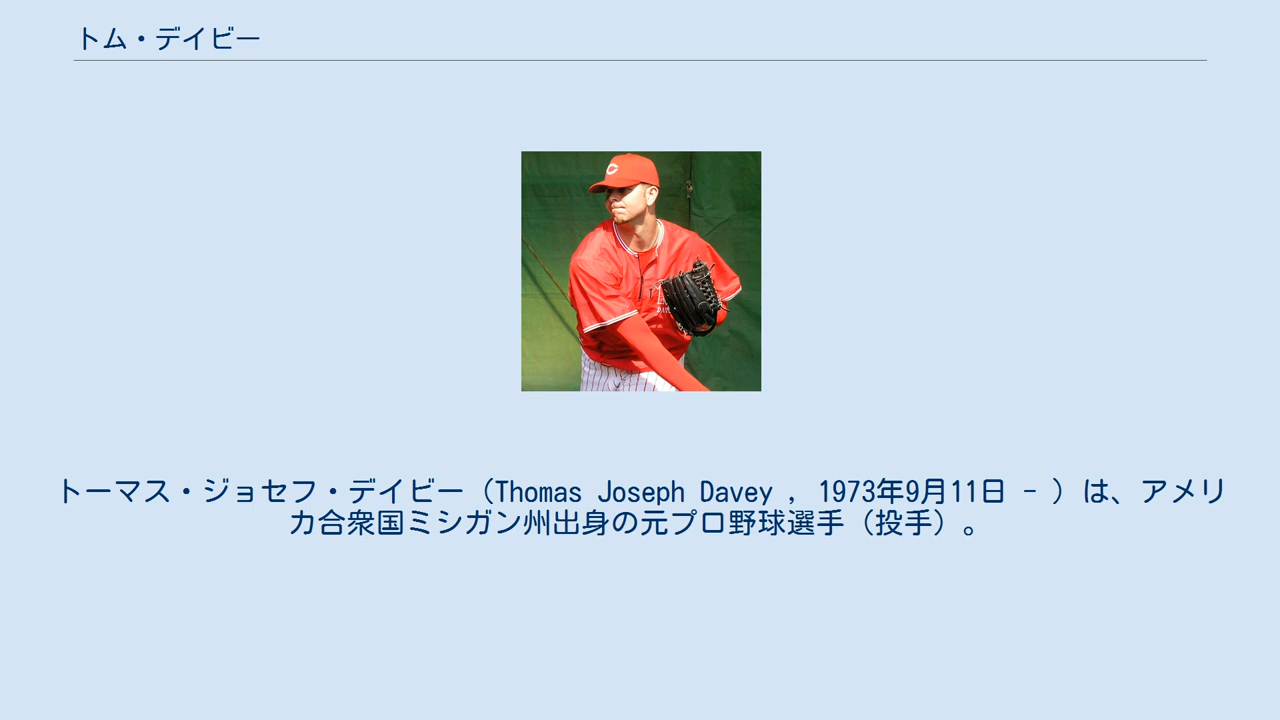 トム・デイビー
トーマス・ジョセフ・デイビー（Thomas Joseph Davey , 1973年9月11日 - ）は、アメリ
カ合衆国ミシガン州出身の元プロ野球選手（投手）。